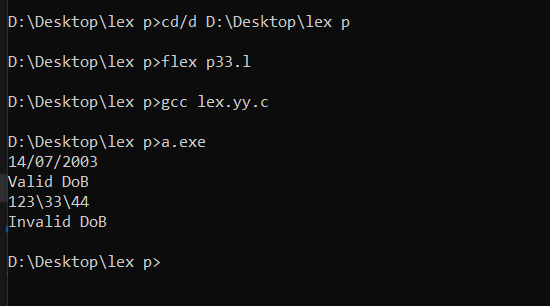 D:\Desktop\lex p>cd/d D:\Desktop\lex p
D:\Desktop\lex p>flex p33.l
D:\Desktop\lex p>gcc lex.yy.c
D:\Desktop\lex p>a.exe
14/07/2003
Valid DoB
123\33\44
Invalid DoB
D:\Desktop\lex p>